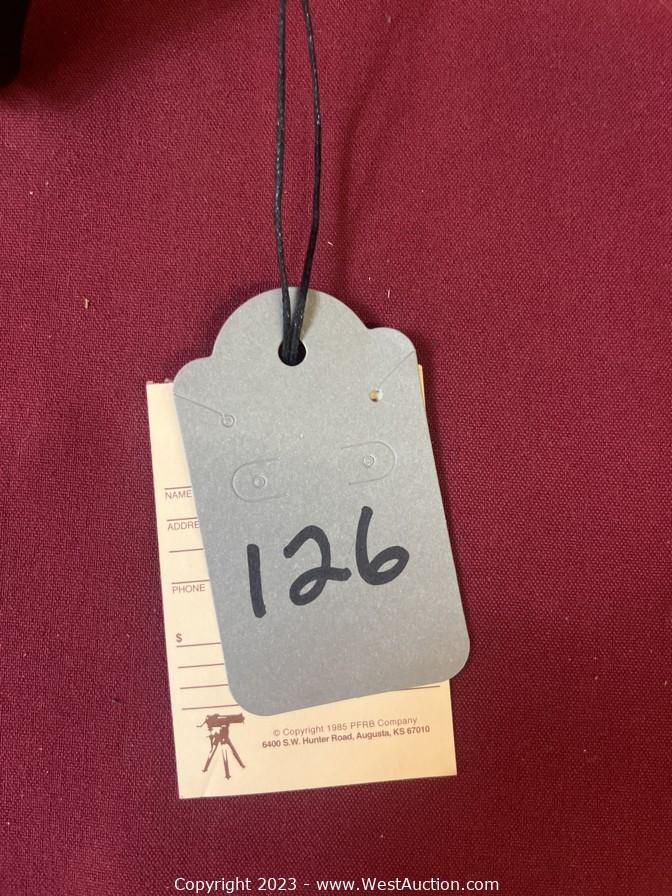 NAME
ADDRE
PHONE
126
$
© Copyright 1985 PFRB Company
6400 S.W. Hunter Road, Augusta, KS 67010
Copyright 2023 - www.WestAuction.com